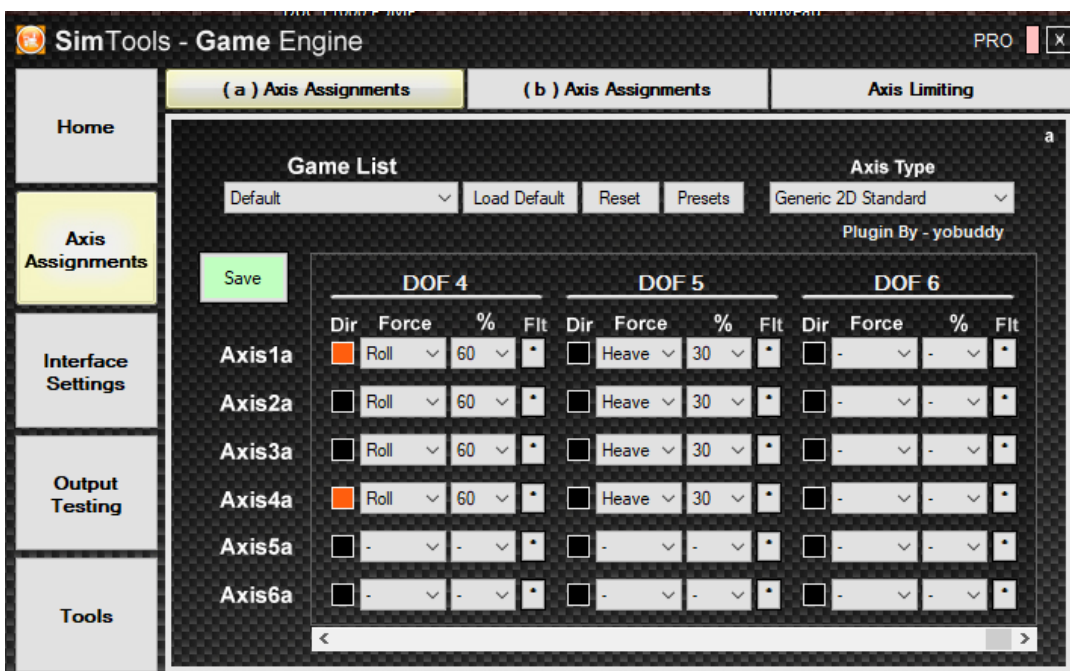 SimTools - Game Engine PRO X
( a ) Axis Assignments ( b ) Axis Assignments Axis Limiting
Home
Axis Assignments
Interface Settings
Output Testing
Tools
a
Game List Axis Type
Default Load Default Reset Presets Generic 2D Standard
Plugin By - yobuddy
Save
DOF 4 DOF 5 DOF 6
Dir Force % Flt Dir Force % Flt Dir Force % Flt
Axis1a Roll 60 * Heave 30 * - - *
Axis2a Roll 60 * Heave 30 * - - *
Axis3a Roll 60 * Heave 30 * - - *
Axis4a Roll 60 * Heave 30 * - - *
Axis5a - - * - - * - - *
Axis6a - - * - - * - - *